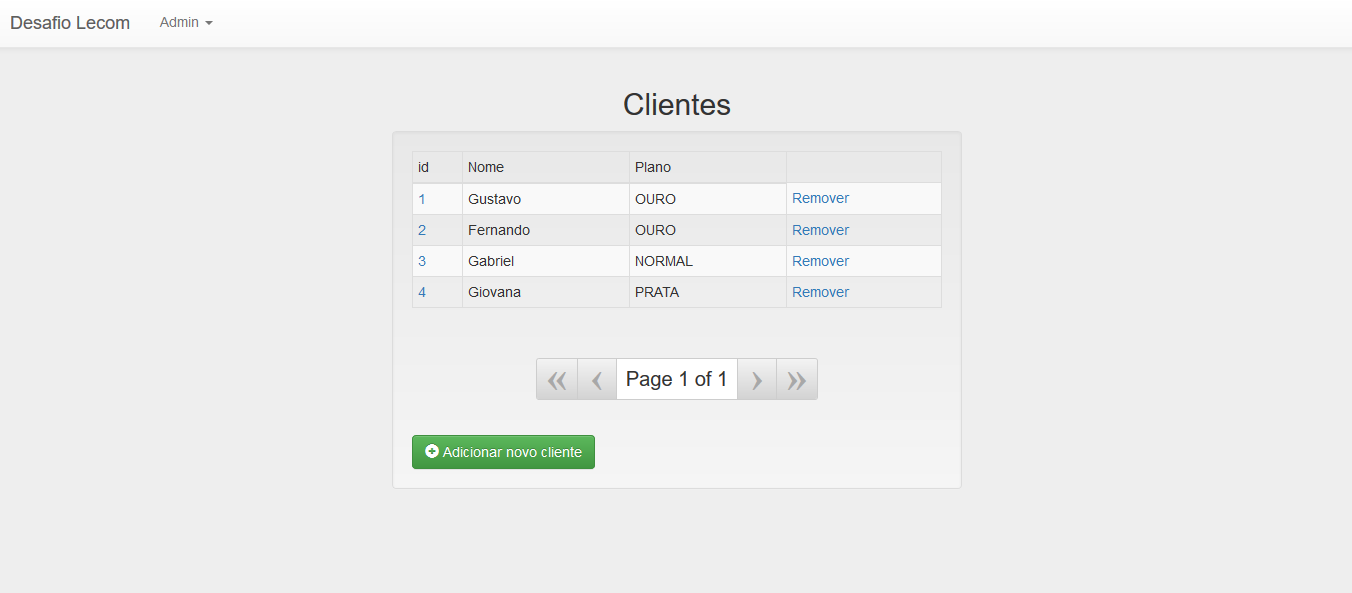 Desafio Lecom Admin
Clientes
id Nome Plano
1 Gustavo OURO Remover
2 Fernando OURO Remover
3 Gabriel NORMAL Remover
4 Giovana PRATA Remover
« ‹ Page 1 of 1 › »
Adicionar novo cliente